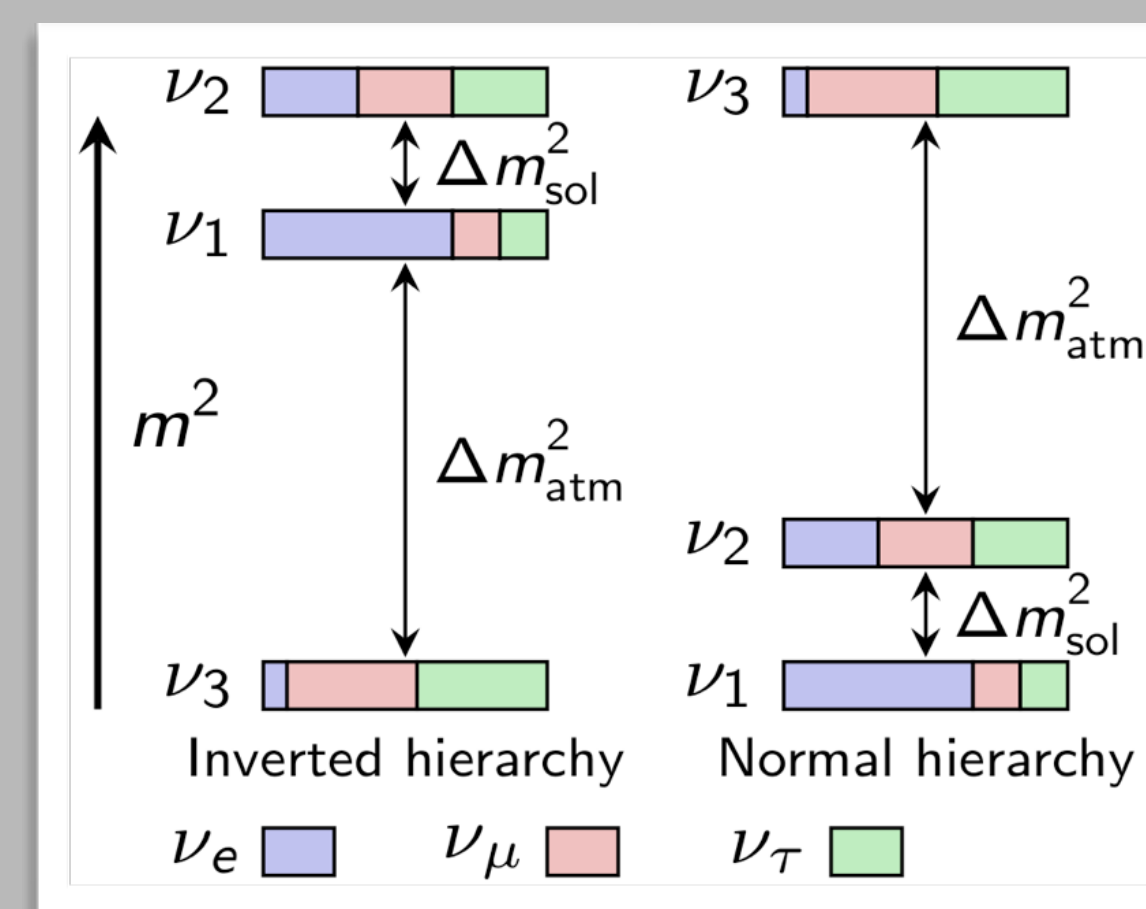 ν₂ ν₃
Δm²sol
ν₁
Δm²atm
m²
Δm²atm
ν₂
Δm²sol
ν₃ ν₁
Inverted hierarchy Normal hierarchy
νe νμ ντ